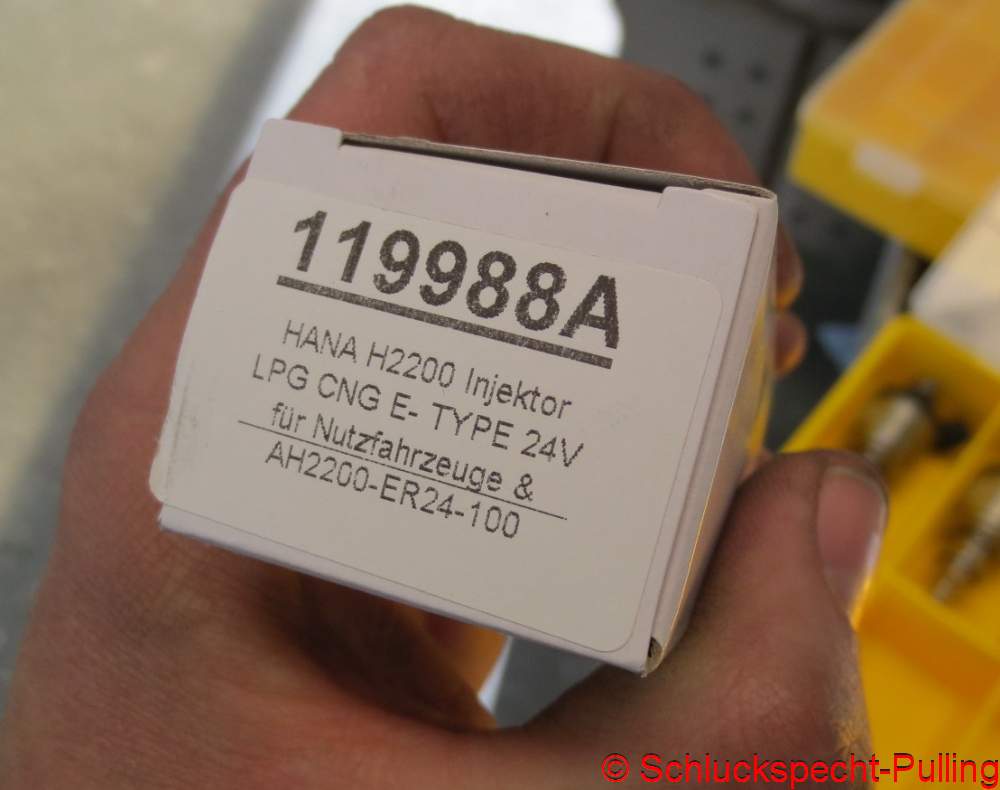 119988A
HANA H2200 Injektor
LPG CNG E- TYPE 24V
für Nutzfahrzeuge &
AH2200-ER24-100
© Schluckspecht-Pulling